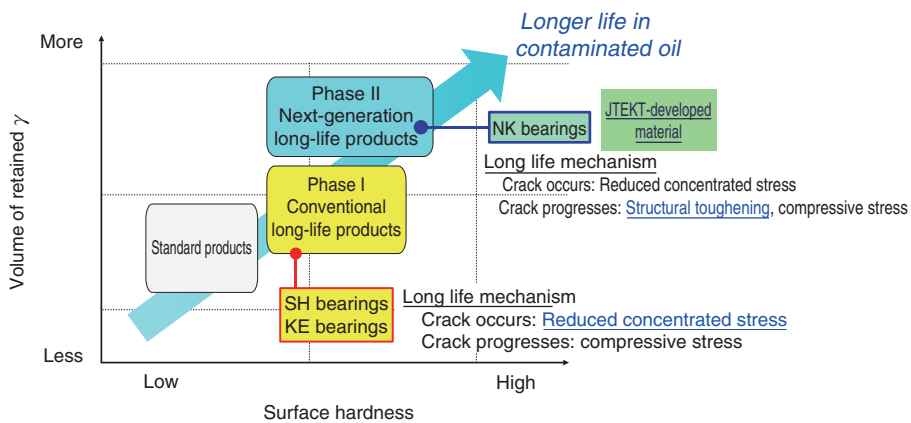 Longer life in
contaminated oil
More
Phase II
Next-generation
long-life products
NK bearings
JTEKT-developed
material
Long life mechanism
Crack occurs: Reduced concentrated stress
Crack progresses: Structural toughening, compressive stress
Phase I
Conventional
long-life products
Standard products
Volume of retained γ
SH bearings
KE bearings
Long life mechanism
Crack occurs: Reduced concentrated stress
Crack progresses: compressive stress
Less
Low
High
Surface hardness